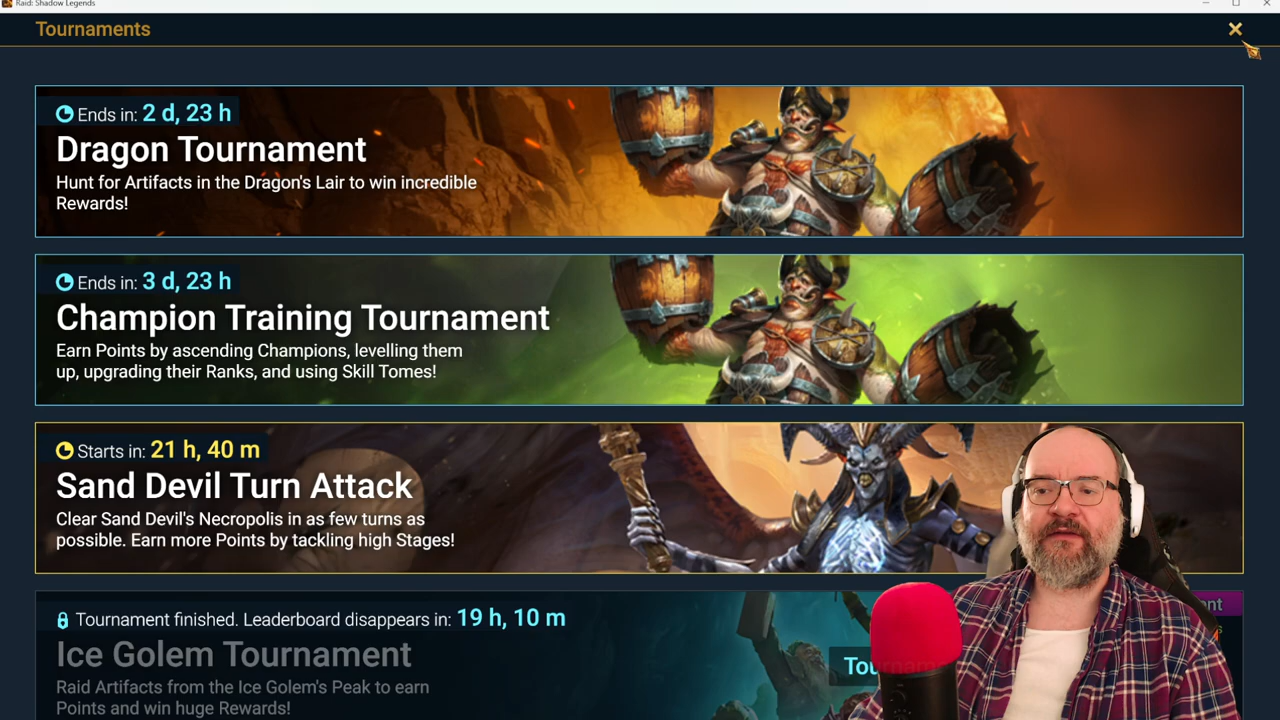 Raid: Shadow Legends
Tournaments
Ends in: 2 d, 23 h
Dragon Tournament
Hunt for Artifacts in the Dragon's Lair to win incredible
Rewards!
Ends in: 3 d, 23 h
Champion Training Tournament
Earn Points by ascending Champions, levelling them
up, upgrading their Ranks, and using Skill Tomes!
Starts in: 21 h, 40 m
Sand Devil Turn Attack
Clear Sand Devil's Necropolis in as few turns as
possible. Earn more Points by tackling high Stages!
Tournament finished. Leaderboard disappears in: 19 h, 10 m
Ice Golem Tournament
Raid Artifacts from the Ice Golem's Peak to earn
Points and win huge Rewards!